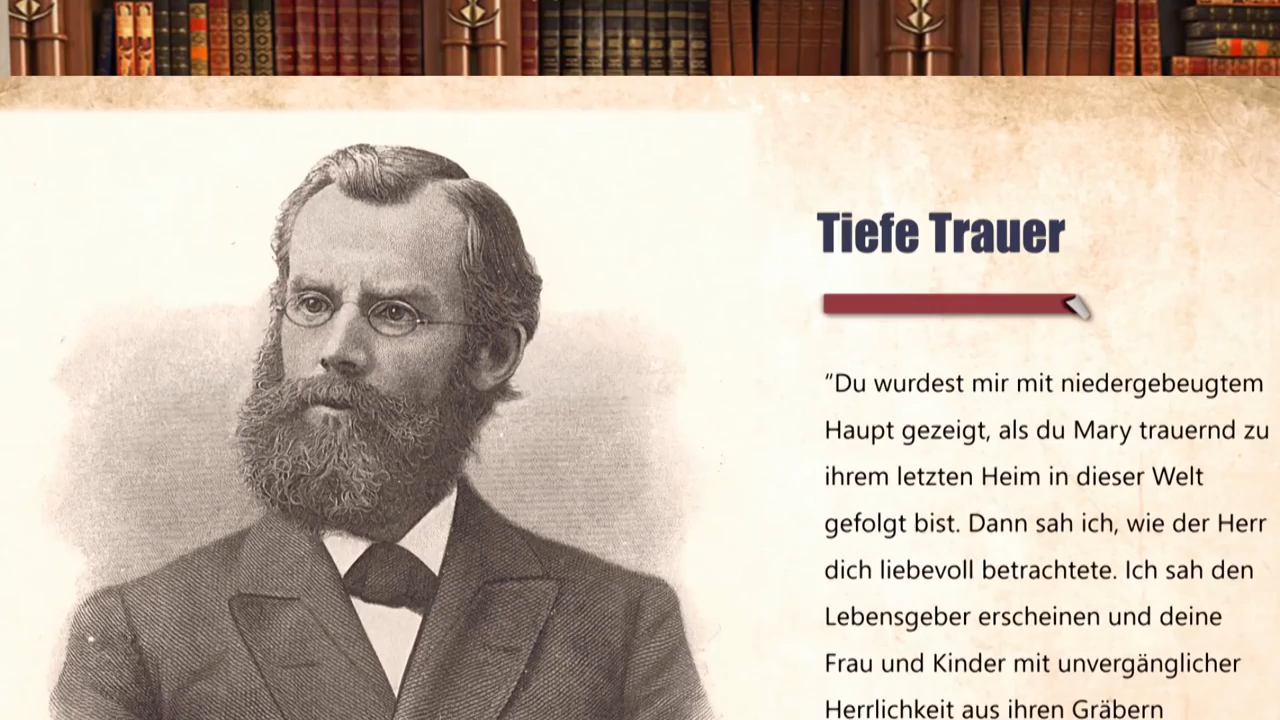 Tiefe Trauer
“Du wurdest mir mit niedergebeugtem
Haupt gezeigt, als du Mary trauernd zu
ihrem letzten Heim in dieser Welt
gefolgt bist. Dann sah ich, wie der Herr
dich liebevoll betrachtete. Ich sah den
Lebensgeber erscheinen und deine
Frau und Kinder mit unvergänglicher
Herrlichkeit aus ihren Gräbern